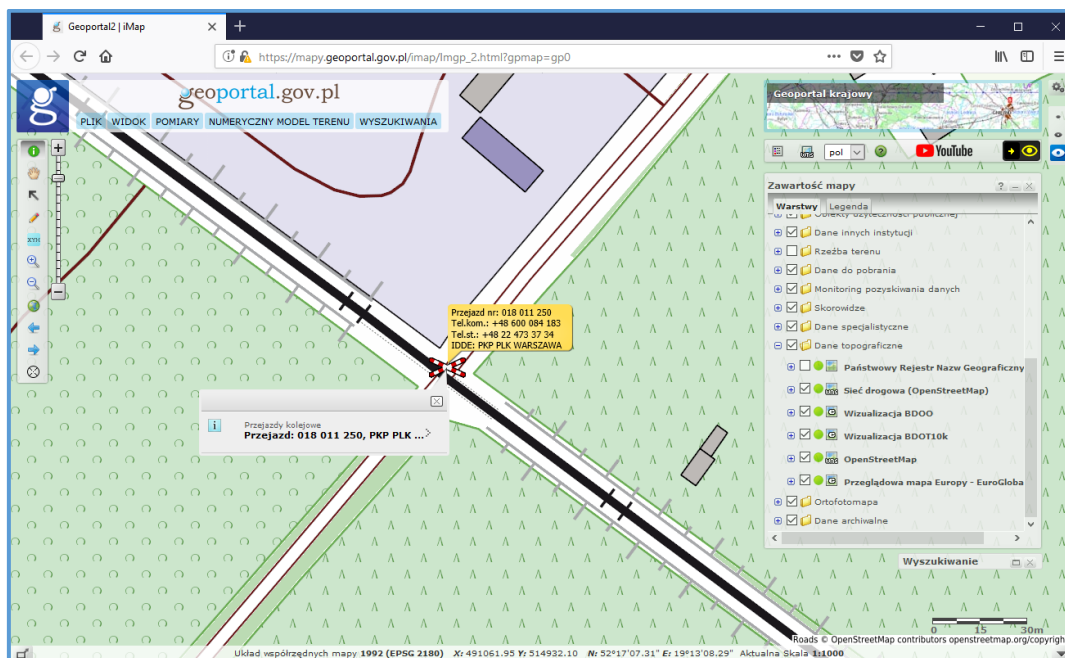 Geoportal2 | iMap
https://mapy.geoportal.gov.pl/imap/Imgp_2.html?gpmap=gp0
geoportal.gov.pl
PLIK WIDOK POMIARY NUMERYCZNY MODEL TERENU WYSZUKIWANIA
XYH
Geoportal krajowy
pol
YouTube
Zawartość mapy
Warstwy Legenda
Obiekty użyteczności publicznej
Dane innych instytucji
Rzeźba terenu
Dane do pobrania
Monitoring pozyskiwania danych
Skorowidze
Dane specjalistyczne
Dane topograficzne
Państwowy Rejestr Nazw Geograficzny
Sieć drogowa (OpenStreetMap)
Wizualizacja BDOO
Wizualizacja BDOT10k
OpenStreetMap
Przeglądowa mapa Europy - EuroGloba
Ortofotomapa
Dane archiwalne
Wyszukiwanie
Przejazd nr: 018 011 250
Tel.kom.: +48 600 084 183
Tel.st.: +48 22 473 37 34
IDDE: PKP PLK WARSZAWA
Przejazdy kolejowe
Przejazd: 018 011 250, PKP PLK ...
0 15 30m
Roads © OpenStreetMap contributors openstreetmap.org/copyrigh
Układ współrzędnych mapy 1992 (EPSG 2180) X: 491061.95 Y: 514932.10 N: 52°17'07.31" E: 19°13'08.29" Aktualna Skala 1:1000